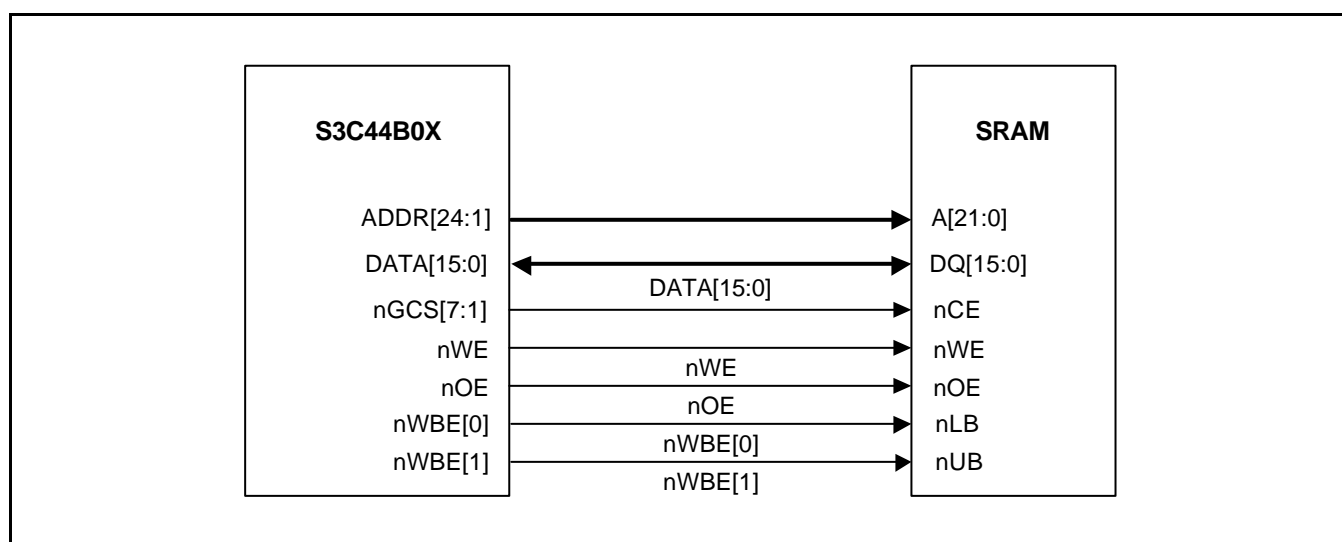 S3C44B0X SRAM
ADDR[24:1] A[21:0]
DATA[15:0] DQ[15:0]
DATA[15:0]
nGCS[7:1] nCE
nWE nWE
nWE
nOE nOE
nOE
nWBE[0] nLB
nWBE[0]
nWBE[1] nUB
nWBE[1]